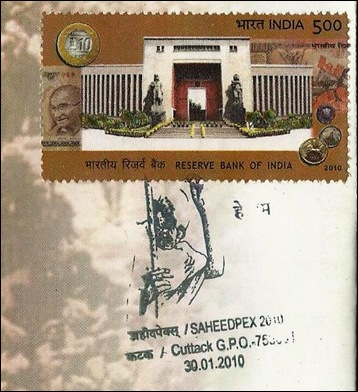 भारत INDIA 5.00
₹10
भारतीय रिज़र्व बैंक RESERVE BANK OF INDIA
2010
हे म
शहीदपेक्स् / SAHEEDPEX 2010
कटक / Cuttack G.P.O.-
30.01.2010